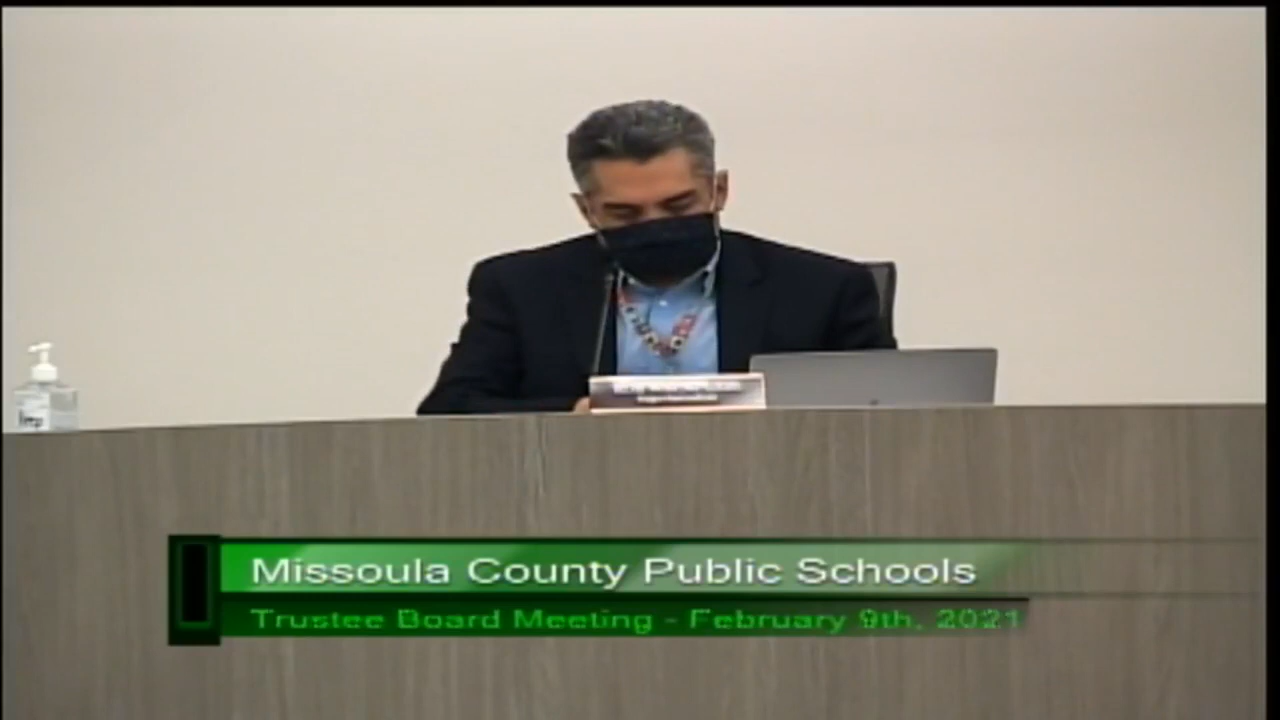 Missoula County Public Schools
Trustee Board Meeting - February 9th, 2021